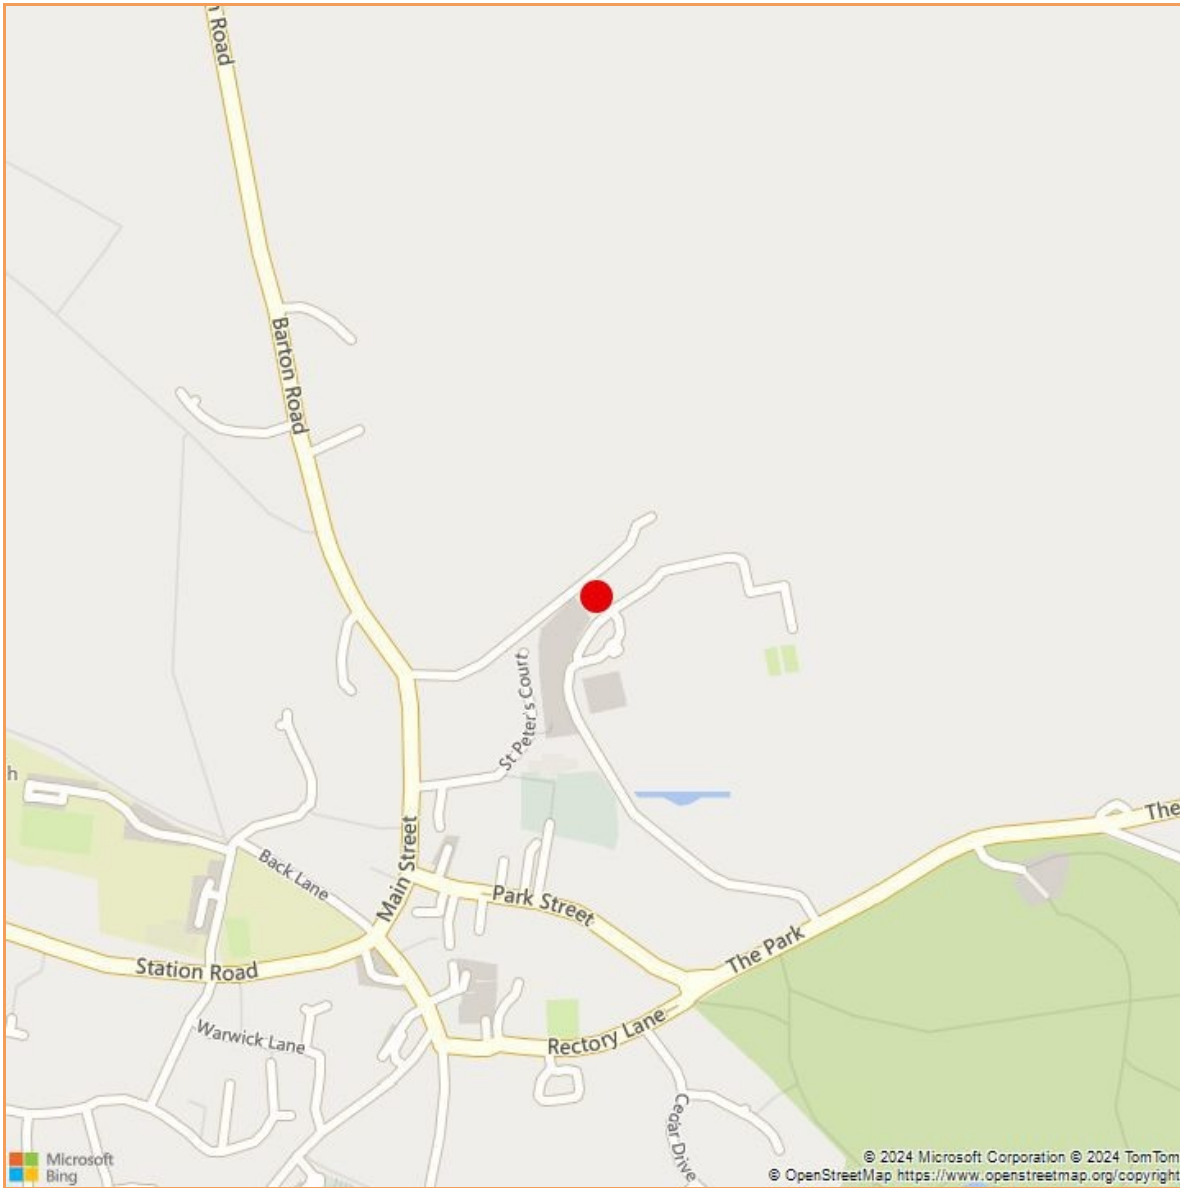 n Road
Barton Road
St Peter's Court
h
The
Main Street
Back Lane
Park Street
The Park
Station Road
Rectory Lane
Warwick Lane
Cedar Drive
Microsoft
Bing
© 2024 Microsoft Corporation © 2024 TomTom
© OpenStreetMap https://www.openstreetmap.org/copyright